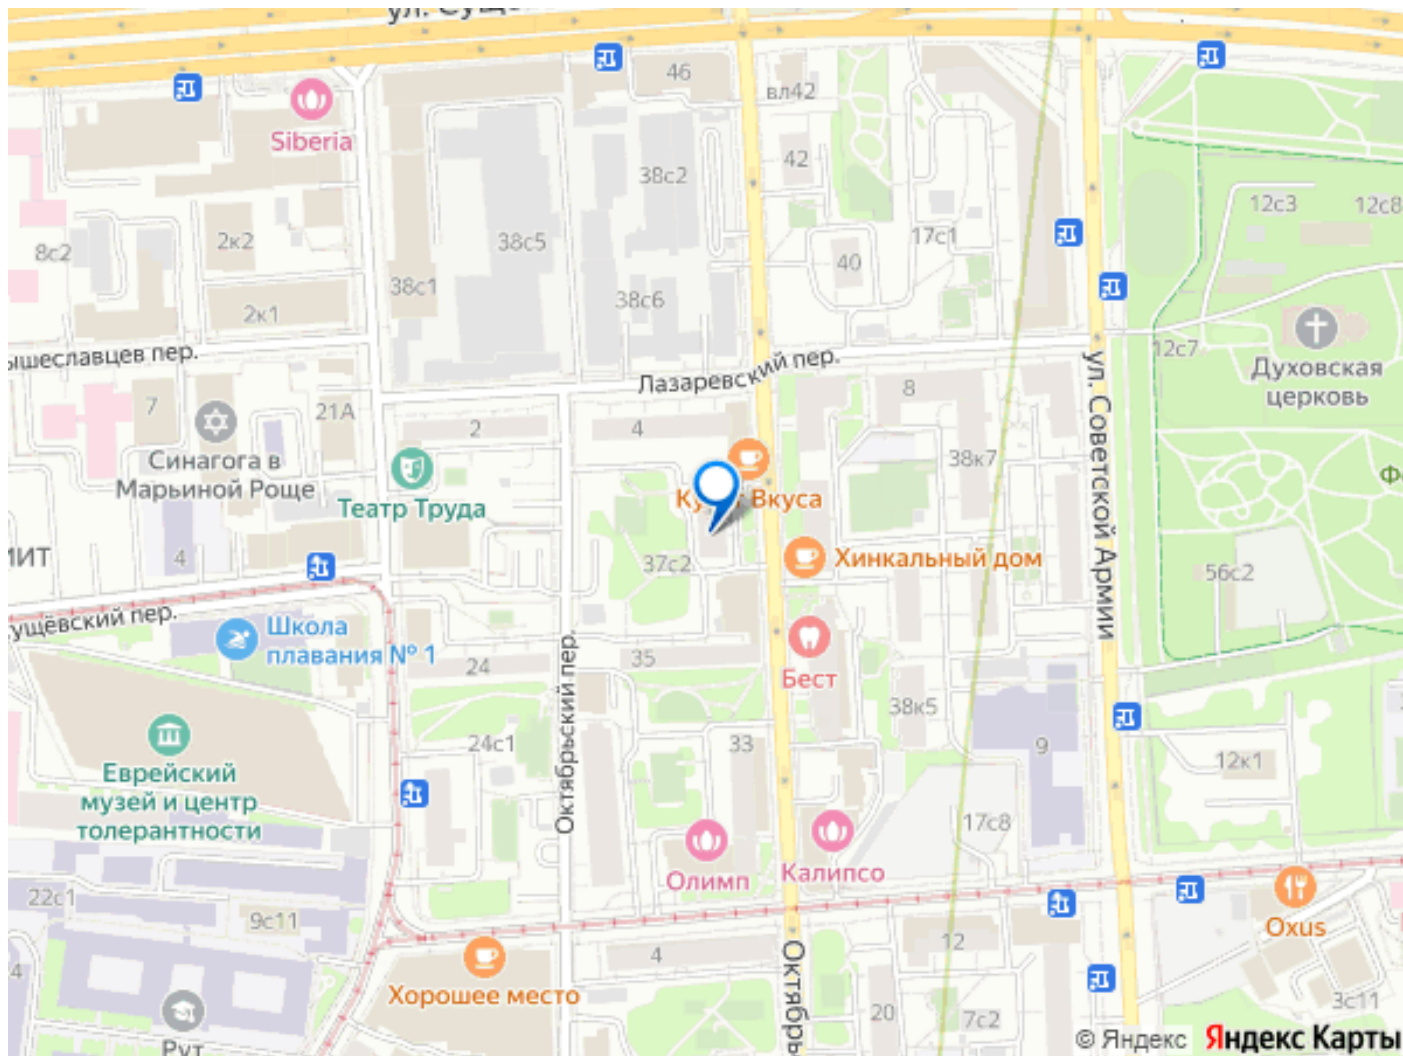 ул. Суще
46
вл42
Siberia
42
38с2
12с3
12с8
2к2
8с2
38с5
17с1
40
38с1
38с6
2к1
ышеславцев пер.
12с7
Лазаревский пер.
Духовская
церковь
7
21А
8
2
4
Синагога в
Марьиной Роще
38к7
Театр Труда
Вкуса
ул. Советской Армии
4
37с2
Хинкальный дом
56с2
ущёвский пер.
Школа
плавания № 1
24
35
Бест
Октябрьский пер.
38к5
24с1
33
9
12к1
Еврейский
музей и центр
толерантности
17с8
Олимп
Калипсо
22с1
9с11
Oxus
4
12
4
Хорошее место
Октябрь
20
7с2
3с11
Рут
© Яндекс Яндекс Карты